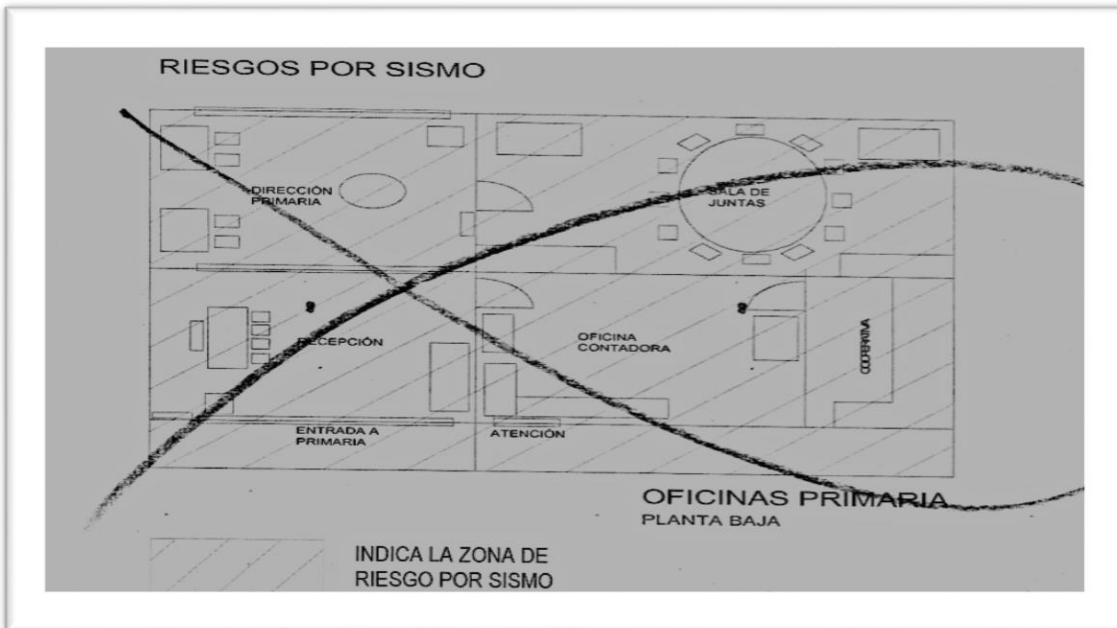 RIESGOS POR SISMO
DIRECCIÓN
PRIMARIA
SALA DE
JUNTAS
RECEPCIÓN
OFICINA
CONTADORA
COOPERATIVA
ENTRADA A
PRIMARIA
ATENCIÓN
OFICINAS PRIMARIA
PLANTA BAJA
INDICA LA ZONA DE
RIESGO POR SISMO